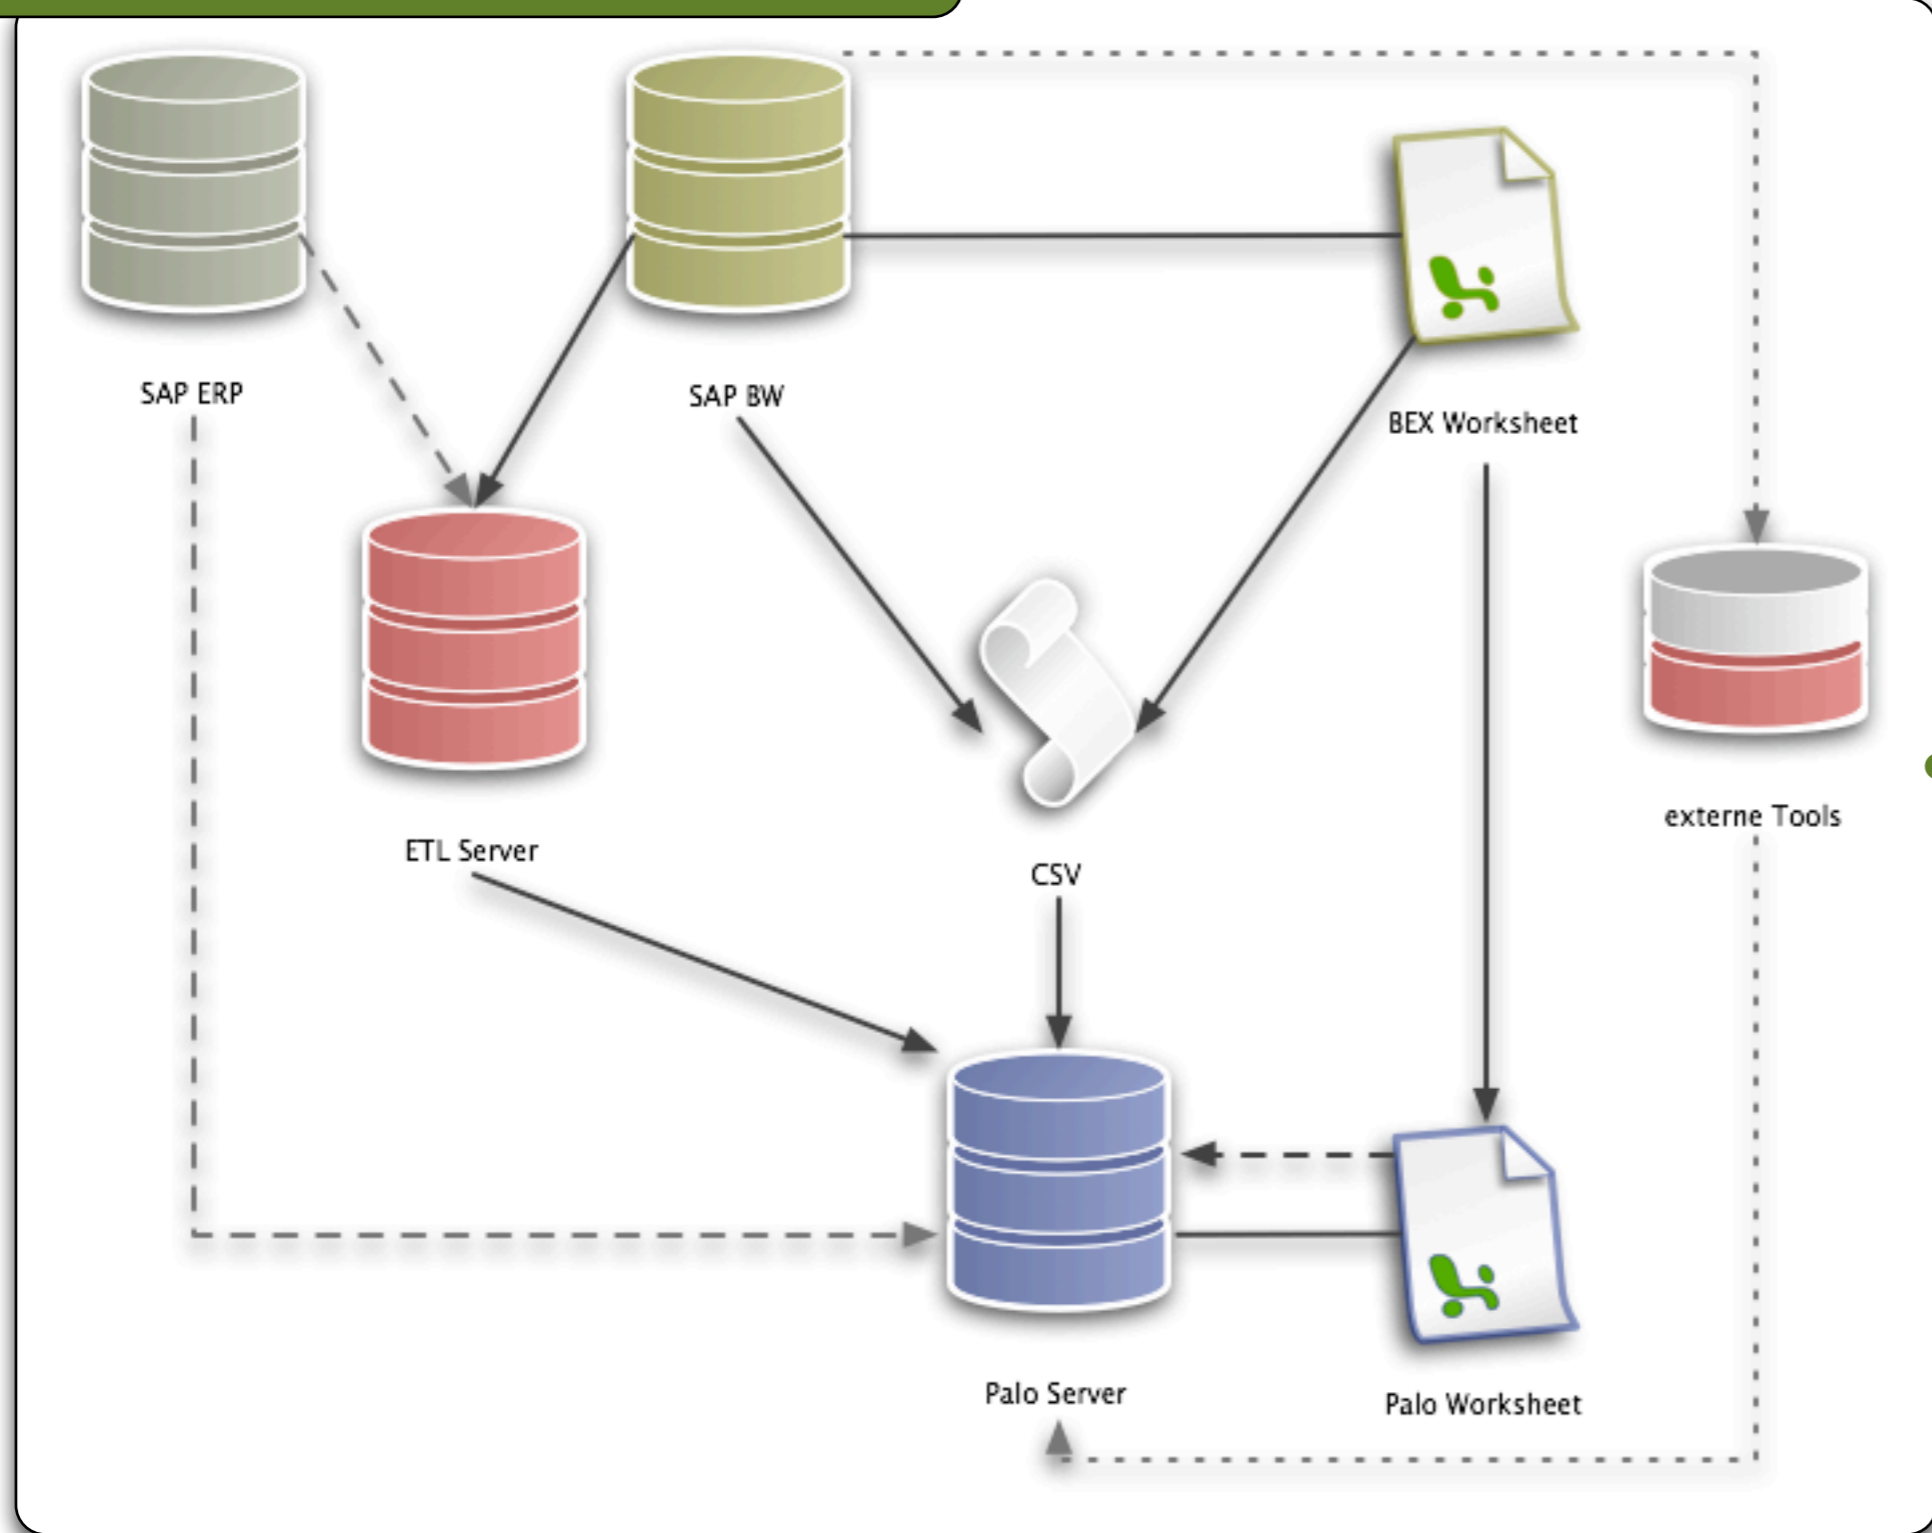 SAP ERP
SAP BW
BEX Worksheet
externe Tools
ETL Server
CSV
Palo Server
Palo Worksheet